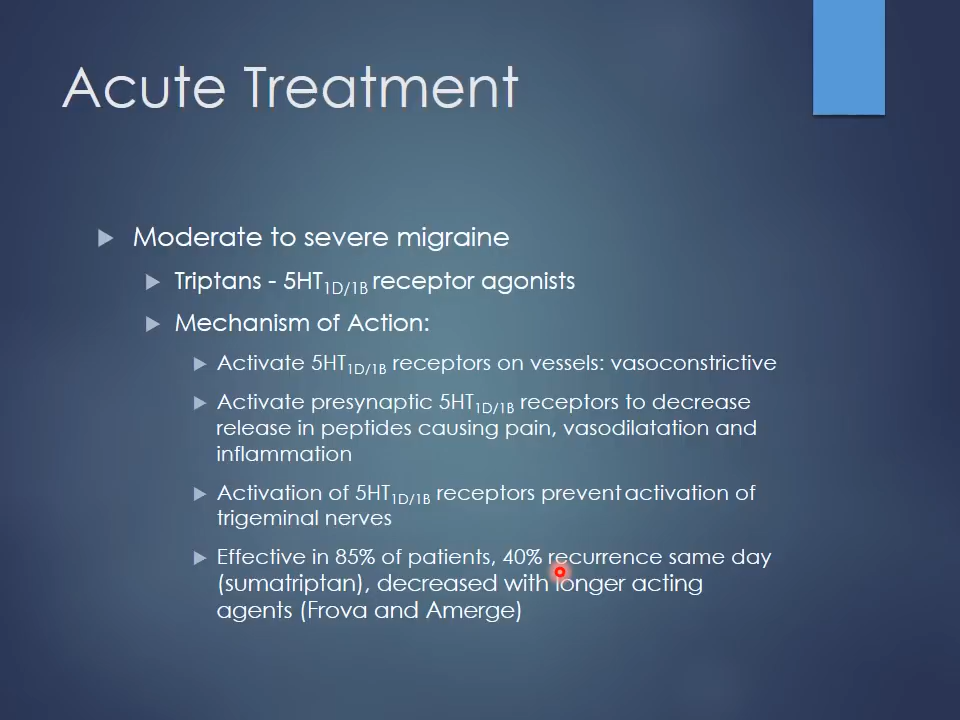 Acute Treatment
Moderate to severe migraine
Triptans - 5HT1D/1B receptor agonists
Mechanism of Action:
Activate 5HT1D/1B receptors on vessels: vasoconstrictive
Activate presynaptic 5HT1D/1B receptors to decrease
release in peptides causing pain, vasodilatation and
inflammation
Activation of 5HT1D/1B receptors prevent activation of
trigeminal nerves
Effective in 85% of patients, 40% recurrence same day
(sumatriptan), decreased with longer acting
agents (Frova and Amerge)